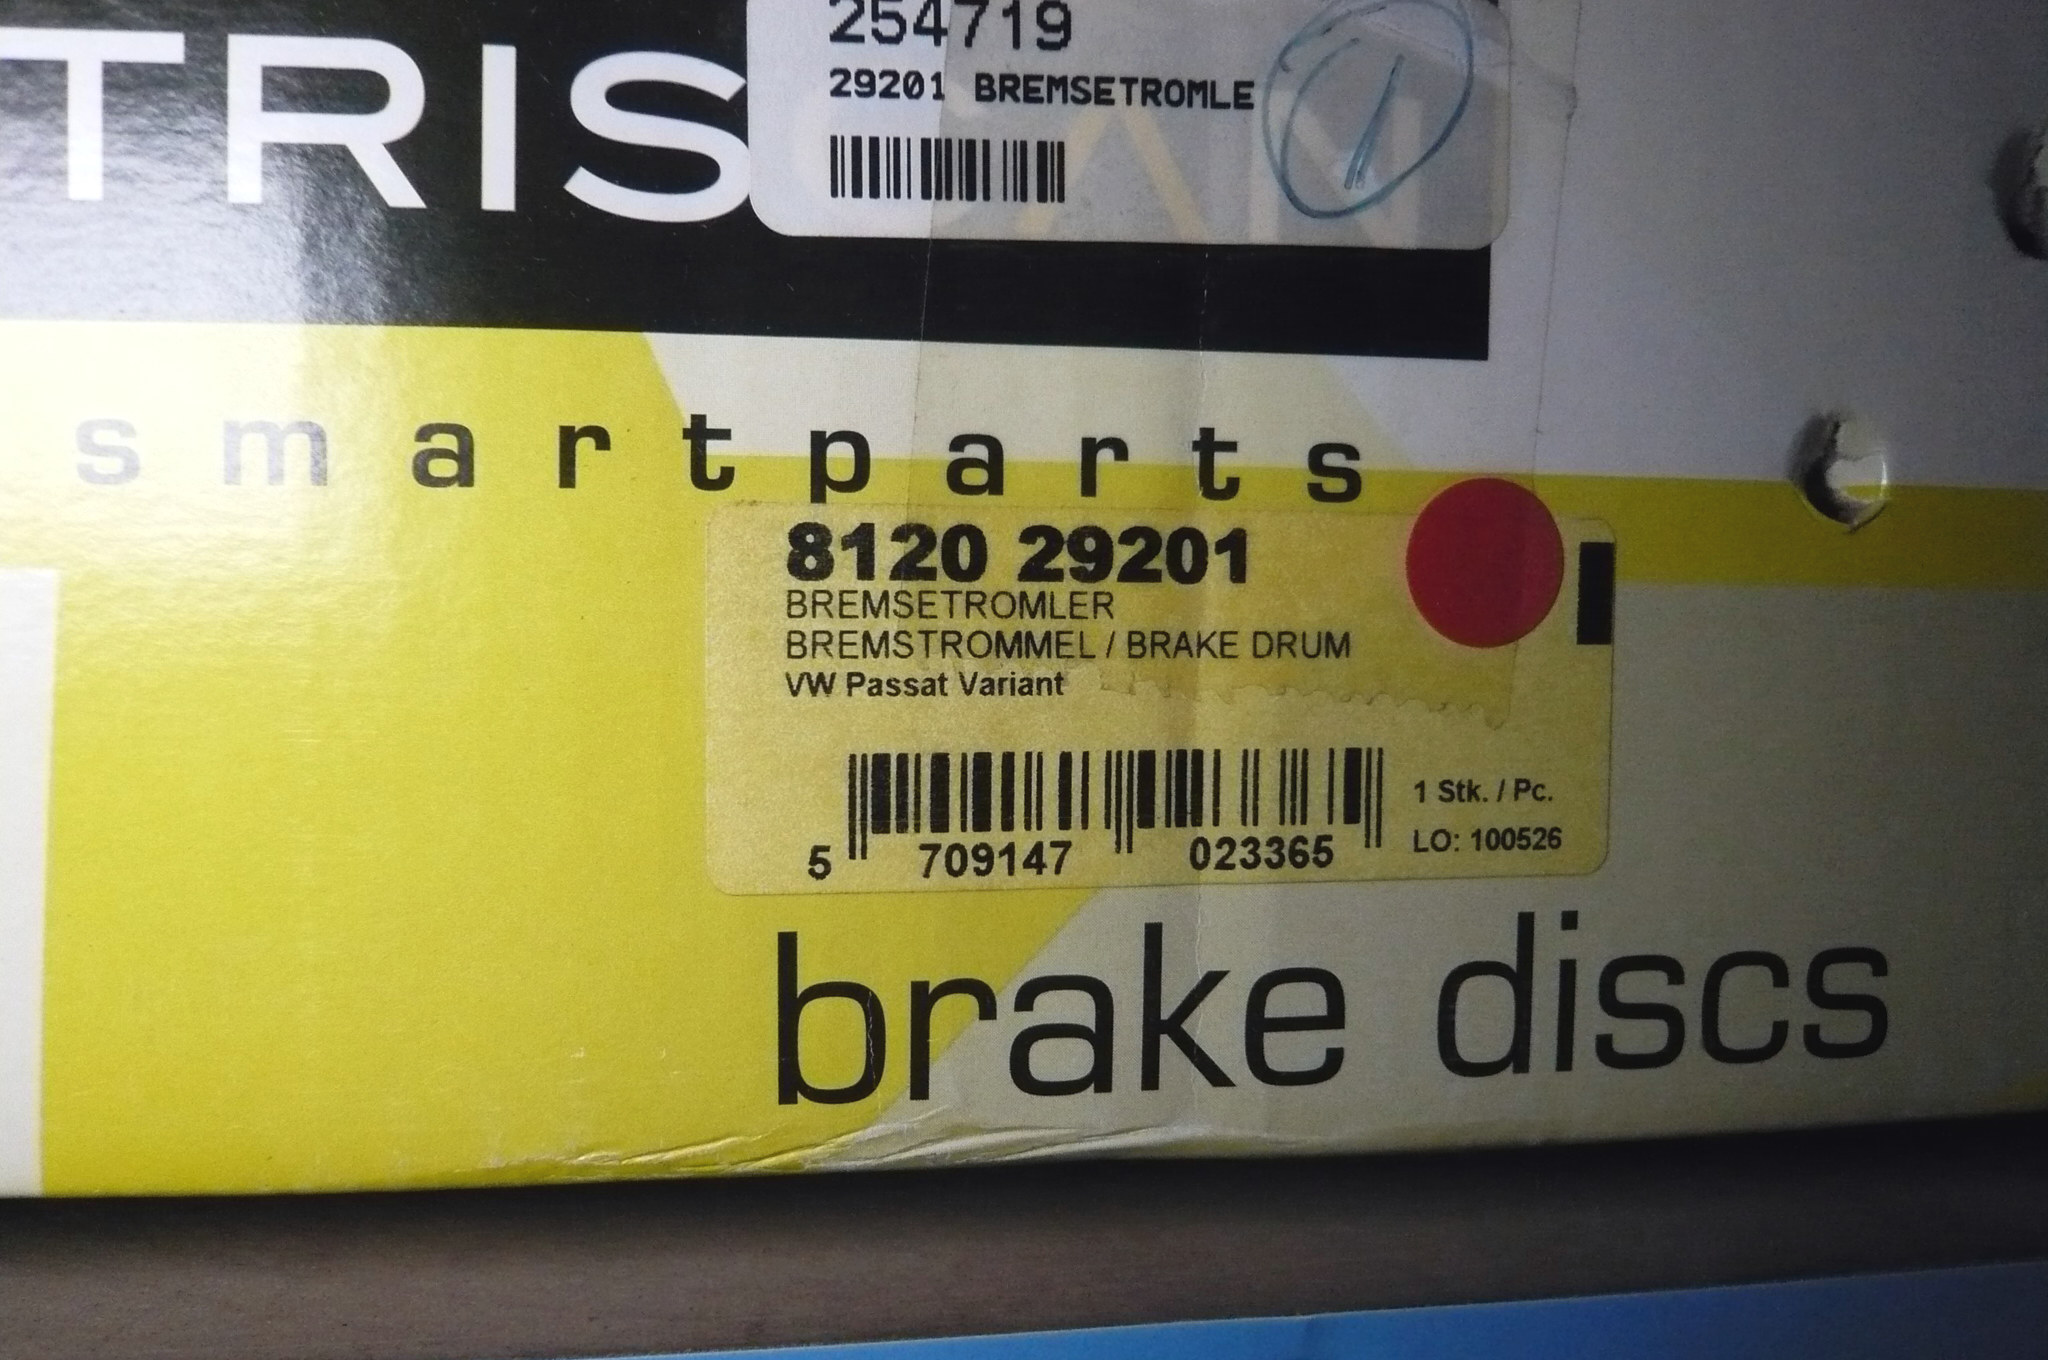 254719
29201 BREMSETROMLE
TRISCAN
smartparts
8120 29201
BREMSETROMLER
BREMSTROMMEL / BRAKE DRUM
VW Passat Variant
5 709147 023365
1 Stk. / Pc.
LO: 100526
brake discs